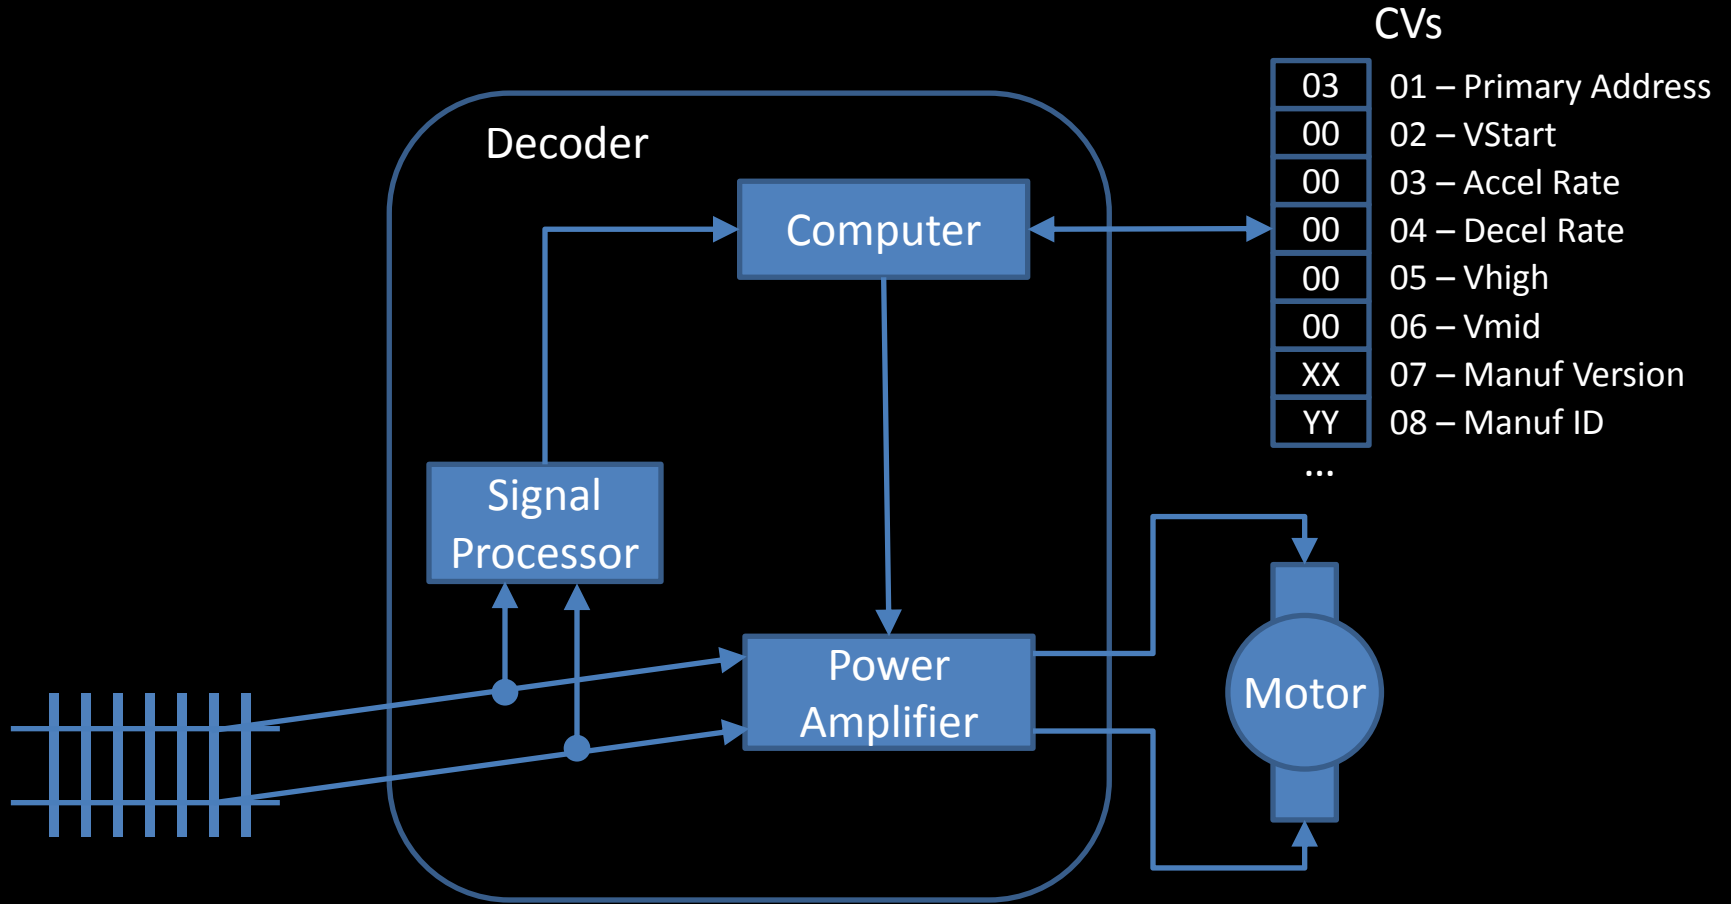 CVs
03 01 – Primary Address
00 02 – VStart
00 03 – Accel Rate
00 04 – Decel Rate
00 05 – Vhigh
00 06 – Vmid
XX 07 – Manuf Version
YY 08 – Manuf ID
...
Decoder
Computer
Signal
Processor
Power
Amplifier
Motor